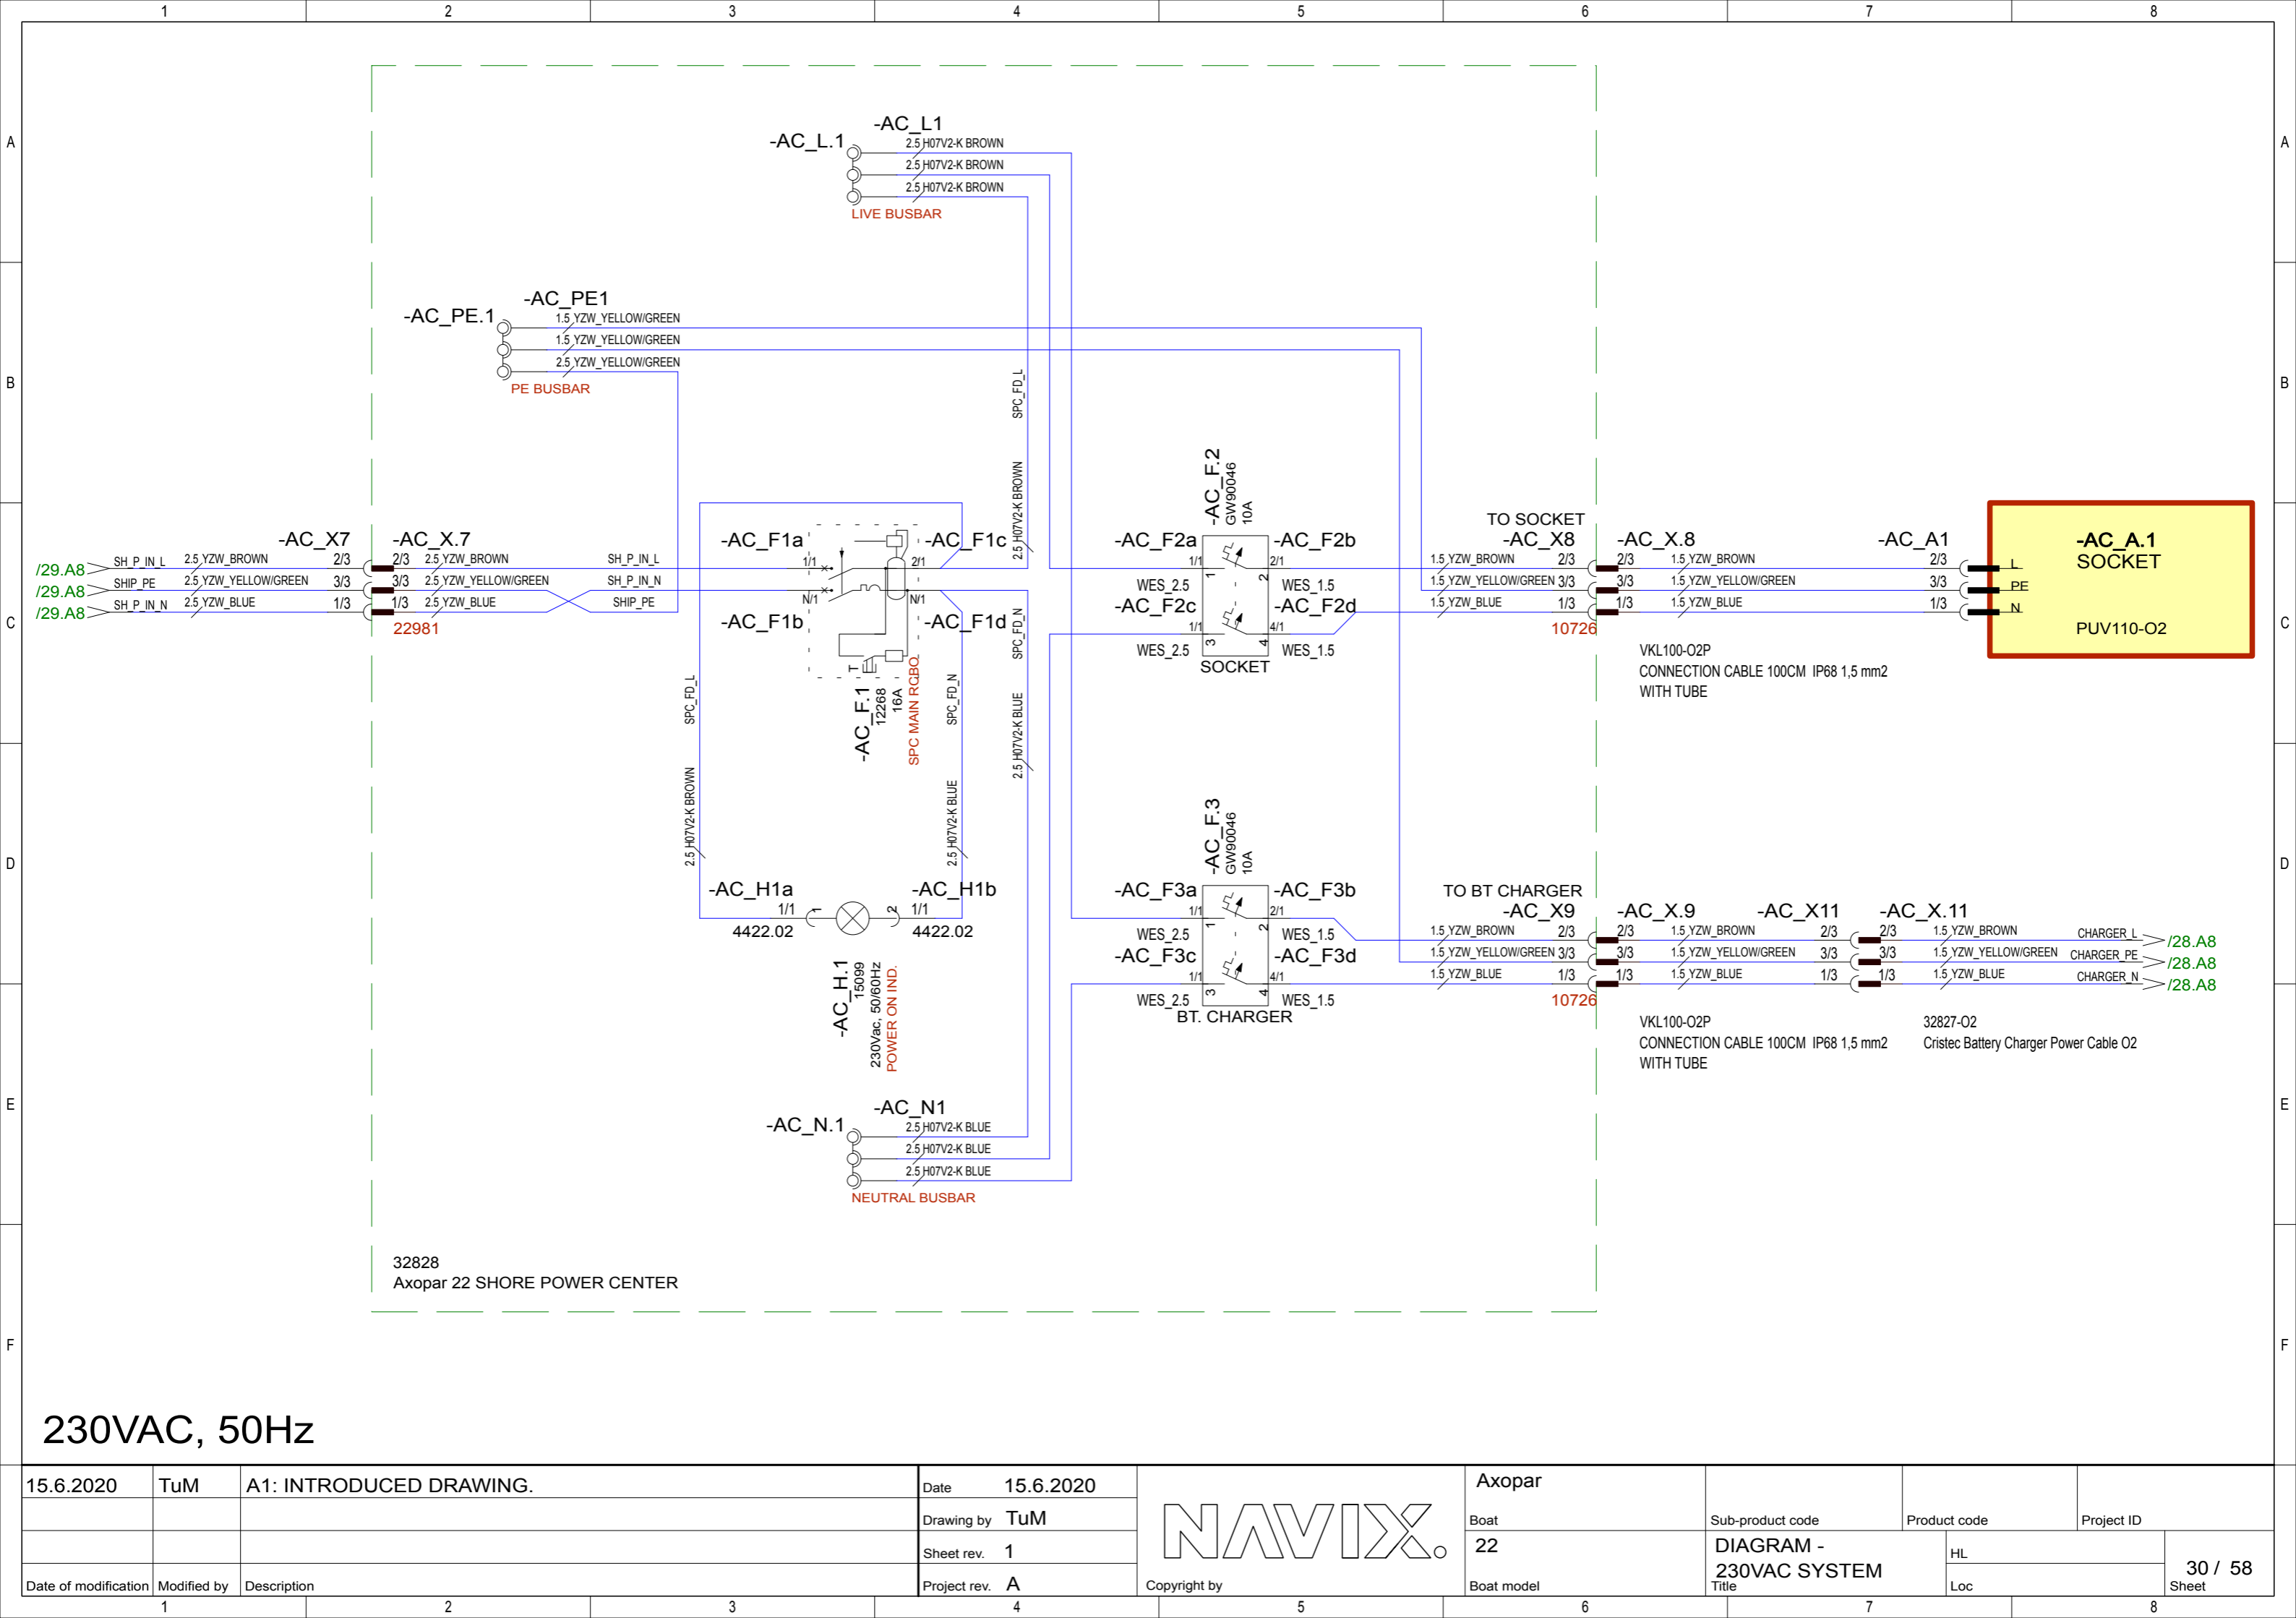 1 2 3 4 5 6 7 8
A A
B B
C C
D D
E E
F F
-AC_L1
-AC_L.1
2.5 H07V2-K BROWN
2.5 H07V2-K BROWN
2.5 H07V2-K BROWN
LIVE BUSBAR
-AC_PE1
-AC_PE.1
1.5 YZW_YELLOW/GREEN
1.5 YZW_YELLOW/GREEN
2.5 YZW_YELLOW/GREEN
PE BUSBAR
SPC_FD_L
2.5 H07V2-K BROWN
-AC_X7 -AC_X.7
/29.A8 SH_P_IN_L 2.5 YZW_BROWN 2/3 2/3 2.5 YZW_BROWN SH_P_IN_L
/29.A8 SHIP_PE 2.5 YZW_YELLOW/GREEN 3/3 3/3 2.5 YZW_YELLOW/GREEN SH_P_IN_N
/29.A8 SH_P_IN_N 2.5 YZW_BLUE 1/3 1/3 2.5 YZW_BLUE SHIP_PE
22981
-AC_F1a -AC_F1c
1/1 2/1
N/1 N/1
-AC_F1b -AC_F1d
T
-AC_F.1
12268
16A
SPC MAIN RCBO
SPC_FD_L
2.5 H07V2-K BROWN
SPC_FD_N
2.5 H07V2-K BLUE
SPC_FD_N
2.5 H07V2-K BLUE
-AC_H1a -AC_H1b
1/1 1 2 1/1
4422.02 4422.02
-AC_H.1
15099
230Vac, 50/60Hz
POWER ON IND.
-AC_N1
-AC_N.1
2.5 H07V2-K BLUE
2.5 H07V2-K BLUE
2.5 H07V2-K BLUE
NEUTRAL BUSBAR
-AC_F.2
GW90046
10A
-AC_F2a -AC_F2b
1/1 1 2 2/1
WES_2.5 WES_1.5
-AC_F2c -AC_F2d
1/1 3 4 4/1
WES_2.5 WES_1.5
SOCKET
-AC_F.3
GW90046
10A
-AC_F3a -AC_F3b
1/1 1 2 2/1
WES_2.5 WES_1.5
-AC_F3c -AC_F3d
1/1 3 4 4/1
WES_2.5 WES_1.5
BT. CHARGER
TO SOCKET
-AC_X8 -AC_X.8 -AC_A1
1.5 YZW_BROWN 2/3 2/3 1.5 YZW_BROWN 2/3 L
1.5 YZW_YELLOW/GREEN 3/3 3/3 1.5 YZW_YELLOW/GREEN 3/3 PE
1.5 YZW_BLUE 1/3 1/3 1.5 YZW_BLUE 1/3 N
10726
VKL100-O2P
CONNECTION CABLE 100CM IP68 1,5 mm2
WITH TUBE
-AC_A.1
SOCKET
PUV110-O2
TO BT CHARGER
-AC_X9 -AC_X.9 -AC_X11 -AC_X.11
1.5 YZW_BROWN 2/3 2/3 1.5 YZW_BROWN 2/3 2/3 1.5 YZW_BROWN CHARGER_L /28.A8
1.5 YZW_YELLOW/GREEN 3/3 3/3 1.5 YZW_YELLOW/GREEN 3/3 3/3 1.5 YZW_YELLOW/GREEN CHARGER_PE /28.A8
1.5 YZW_BLUE 1/3 1/3 1.5 YZW_BLUE 1/3 1/3 1.5 YZW_BLUE CHARGER_N /28.A8
10726
VKL100-O2P
CONNECTION CABLE 100CM IP68 1,5 mm2
WITH TUBE
32827-O2
Cristec Battery Charger Power Cable O2
32828
Axopar 22 SHORE POWER CENTER
230VAC, 50Hz
15.6.2020 TuM A1: INTRODUCED DRAWING.
Date of modification Modified by Description
Date 15.6.2020
Drawing by TuM
Sheet rev. 1
Project rev. A
NAVIX.
Copyright by
Axopar
Boat
22
Boat model
Sub-product code Product code Project ID
DIAGRAM -
230VAC SYSTEM
Title
HL
Loc
30 / 58
Sheet
1 2 3 4 5 6 7 8